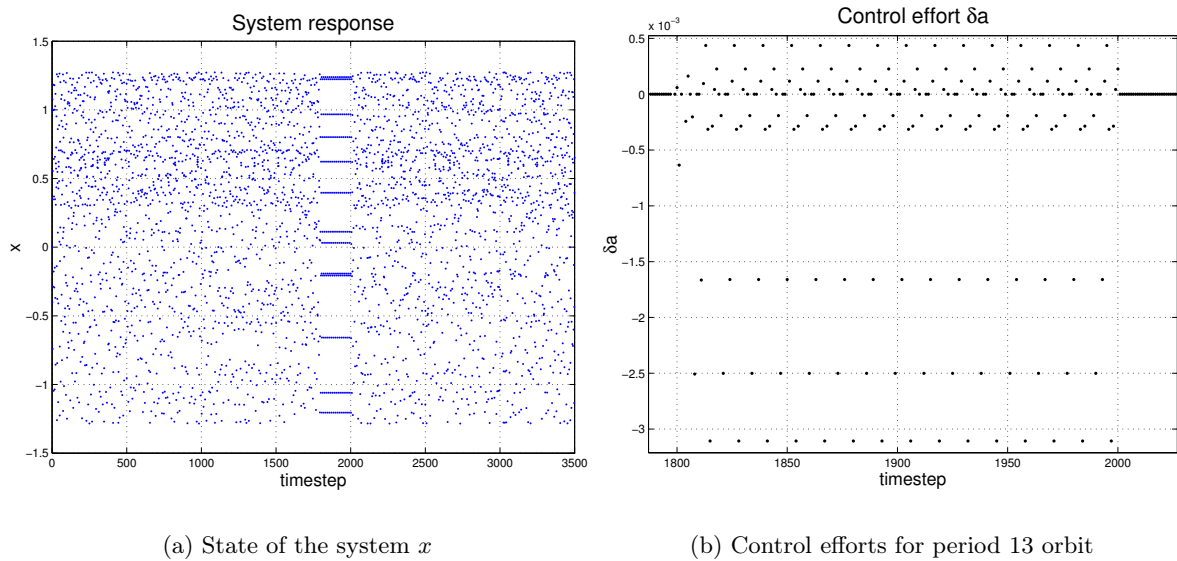 System response
1.5
1
0.5
0
−0.5
−1
−1.5
x
0 500 1000 1500 2000 2500 3000 3500
timestep
(a) State of the system x
Control effort δa
x 10⁻³
0.5
0
−0.5
−1
−1.5
−2.5
−3
δa
1800 1850 1900 1950 2000
timestep
(b) Control efforts for period 13 orbit